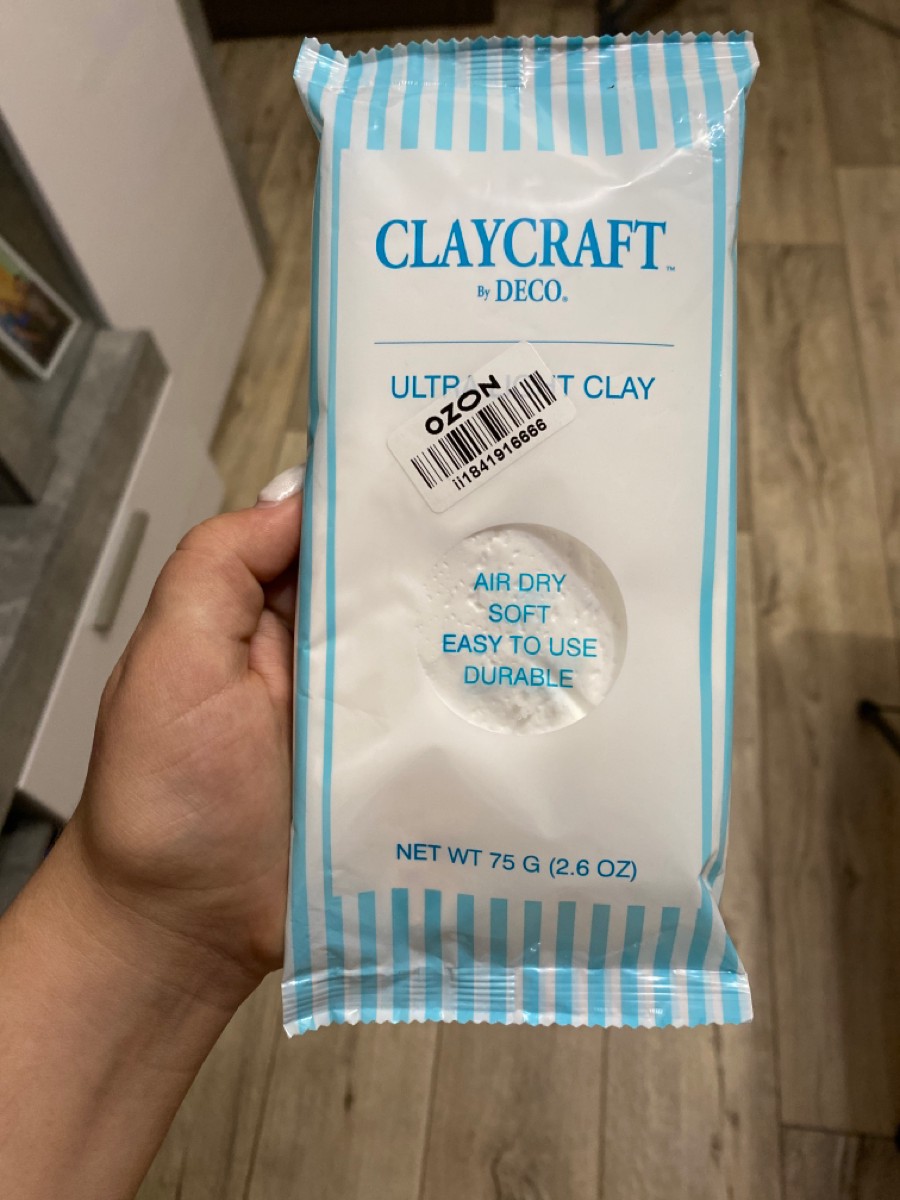 CLAYCRAFT™
By DECO®
ULTRA LIGHT CLAY
OZON
ii1841916666
AIR DRY
SOFT
EASY TO USE
DURABLE
NET WT 75 G (2.6 OZ)